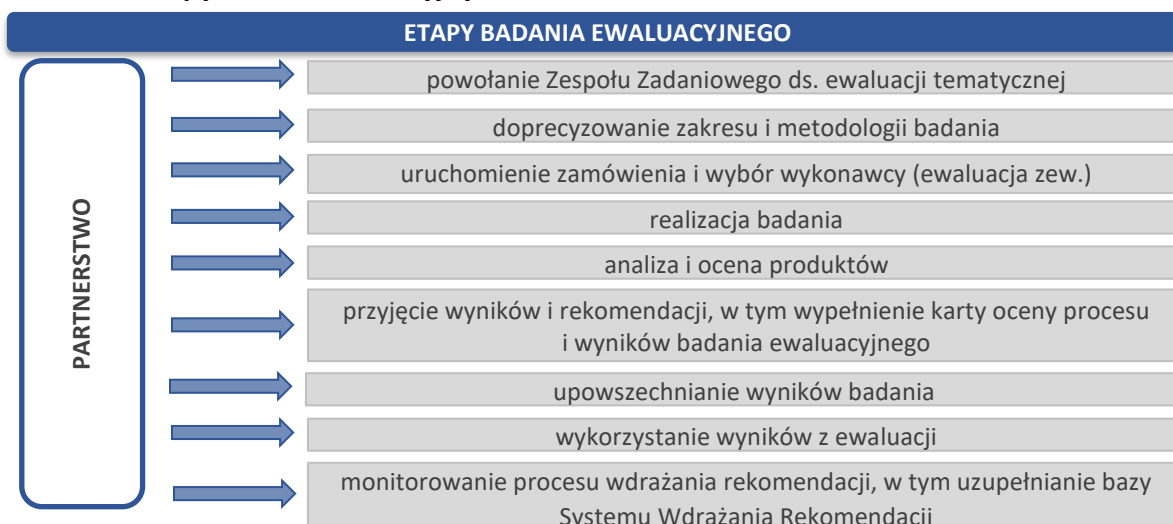 ETAPY BADANIA EWALUACYJNEGO
PARTNERSTWO
powołanie Zespołu Zadaniowego ds. ewaluacji tematycznej
doprecyzowanie zakresu i metodologii badania
uruchomienie zamówienia i wybór wykonawcy (ewaluacja zew.)
realizacja badania
analiza i ocena produktów
przyjęcie wyników i rekomendacji, w tym wypełnienie karty oceny procesu
i wyników badania ewaluacyjnego
upowszechnianie wyników badania
wykorzystanie wyników z ewaluacji
monitorowanie procesu wdrażania rekomendacji, w tym uzupełnianie bazy
Systemu Wdrażania Rekomendacji